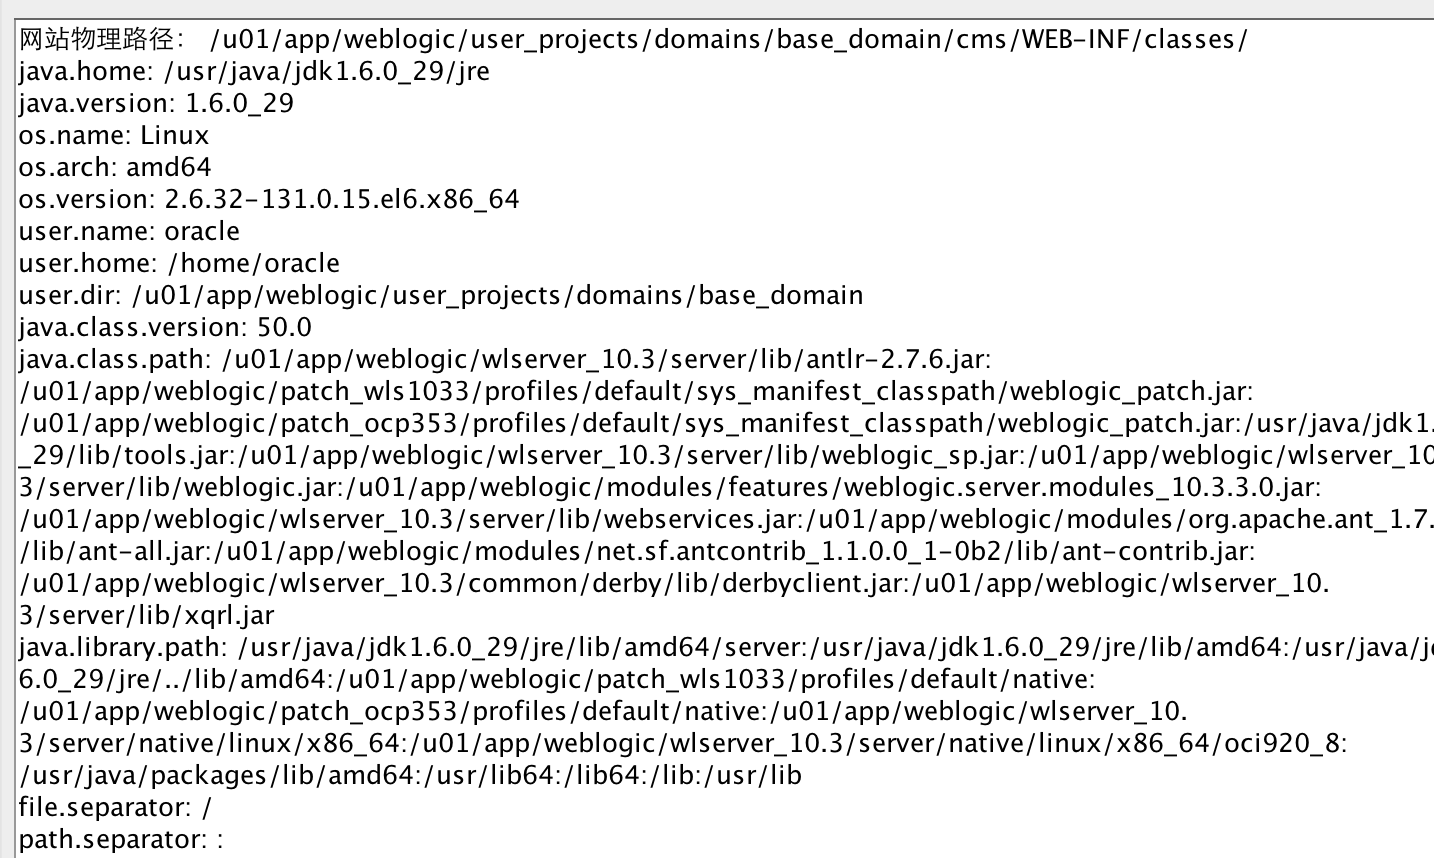 网站物理路径： /u01/app/weblogic/user_projects/domains/base_domain/cms/WEB-INF/classes/
java.home: /usr/java/jdk1.6.0_29/jre
java.version: 1.6.0_29
os.name: Linux
os.arch: amd64
os.version: 2.6.32-131.0.15.el6.x86_64
user.name: oracle
user.home: /home/oracle
user.dir: /u01/app/weblogic/user_projects/domains/base_domain
java.class.version: 50.0
java.class.path: /u01/app/weblogic/wlserver_10.3/server/lib/antlr-2.7.6.jar:
/u01/app/weblogic/patch_wls1033/profiles/default/sys_manifest_classpath/weblogic_patch.jar:
/u01/app/weblogic/patch_ocp353/profiles/default/sys_manifest_classpath/weblogic_patch.jar:/usr/java/jdk1.
_29/lib/tools.jar:/u01/app/weblogic/wlserver_10.3/server/lib/weblogic_sp.jar:/u01/app/weblogic/wlserver_10
3/server/lib/weblogic.jar:/u01/app/weblogic/modules/features/weblogic.server.modules_10.3.3.0.jar:
/u01/app/weblogic/wlserver_10.3/server/lib/webservices.jar:/u01/app/weblogic/modules/org.apache.ant_1.7.
/lib/ant-all.jar:/u01/app/weblogic/modules/net.sf.antcontrib_1.1.0.0_1-0b2/lib/ant-contrib.jar:
/u01/app/weblogic/wlserver_10.3/common/derby/lib/derbyclient.jar:/u01/app/weblogic/wlserver_10.
3/server/lib/xqrl.jar
java.library.path: /usr/java/jdk1.6.0_29/jre/lib/amd64/server:/usr/java/jdk1.6.0_29/jre/lib/amd64:/usr/java/j
6.0_29/jre/../lib/amd64:/u01/app/weblogic/patch_wls1033/profiles/default/native:
/u01/app/weblogic/patch_ocp353/profiles/default/native:/u01/app/weblogic/wlserver_10.
3/server/native/linux/x86_64:/u01/app/weblogic/wlserver_10.3/server/native/linux/x86_64/oci920_8:
/usr/java/packages/lib/amd64:/usr/lib64:/lib64:/lib:/usr/lib
file.separator: /
path.separator: :